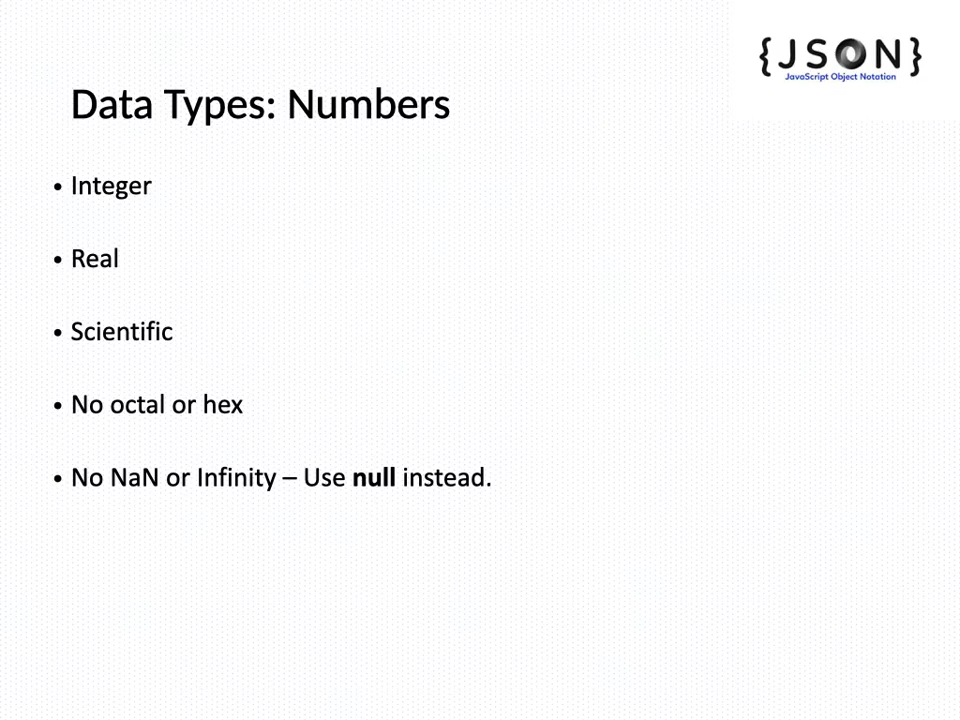 {JSON}
JavaScript Object Notation
Data Types: Numbers
• Integer
• Real
• Scientific
• No octal or hex
• No NaN or Infinity – Use null instead.